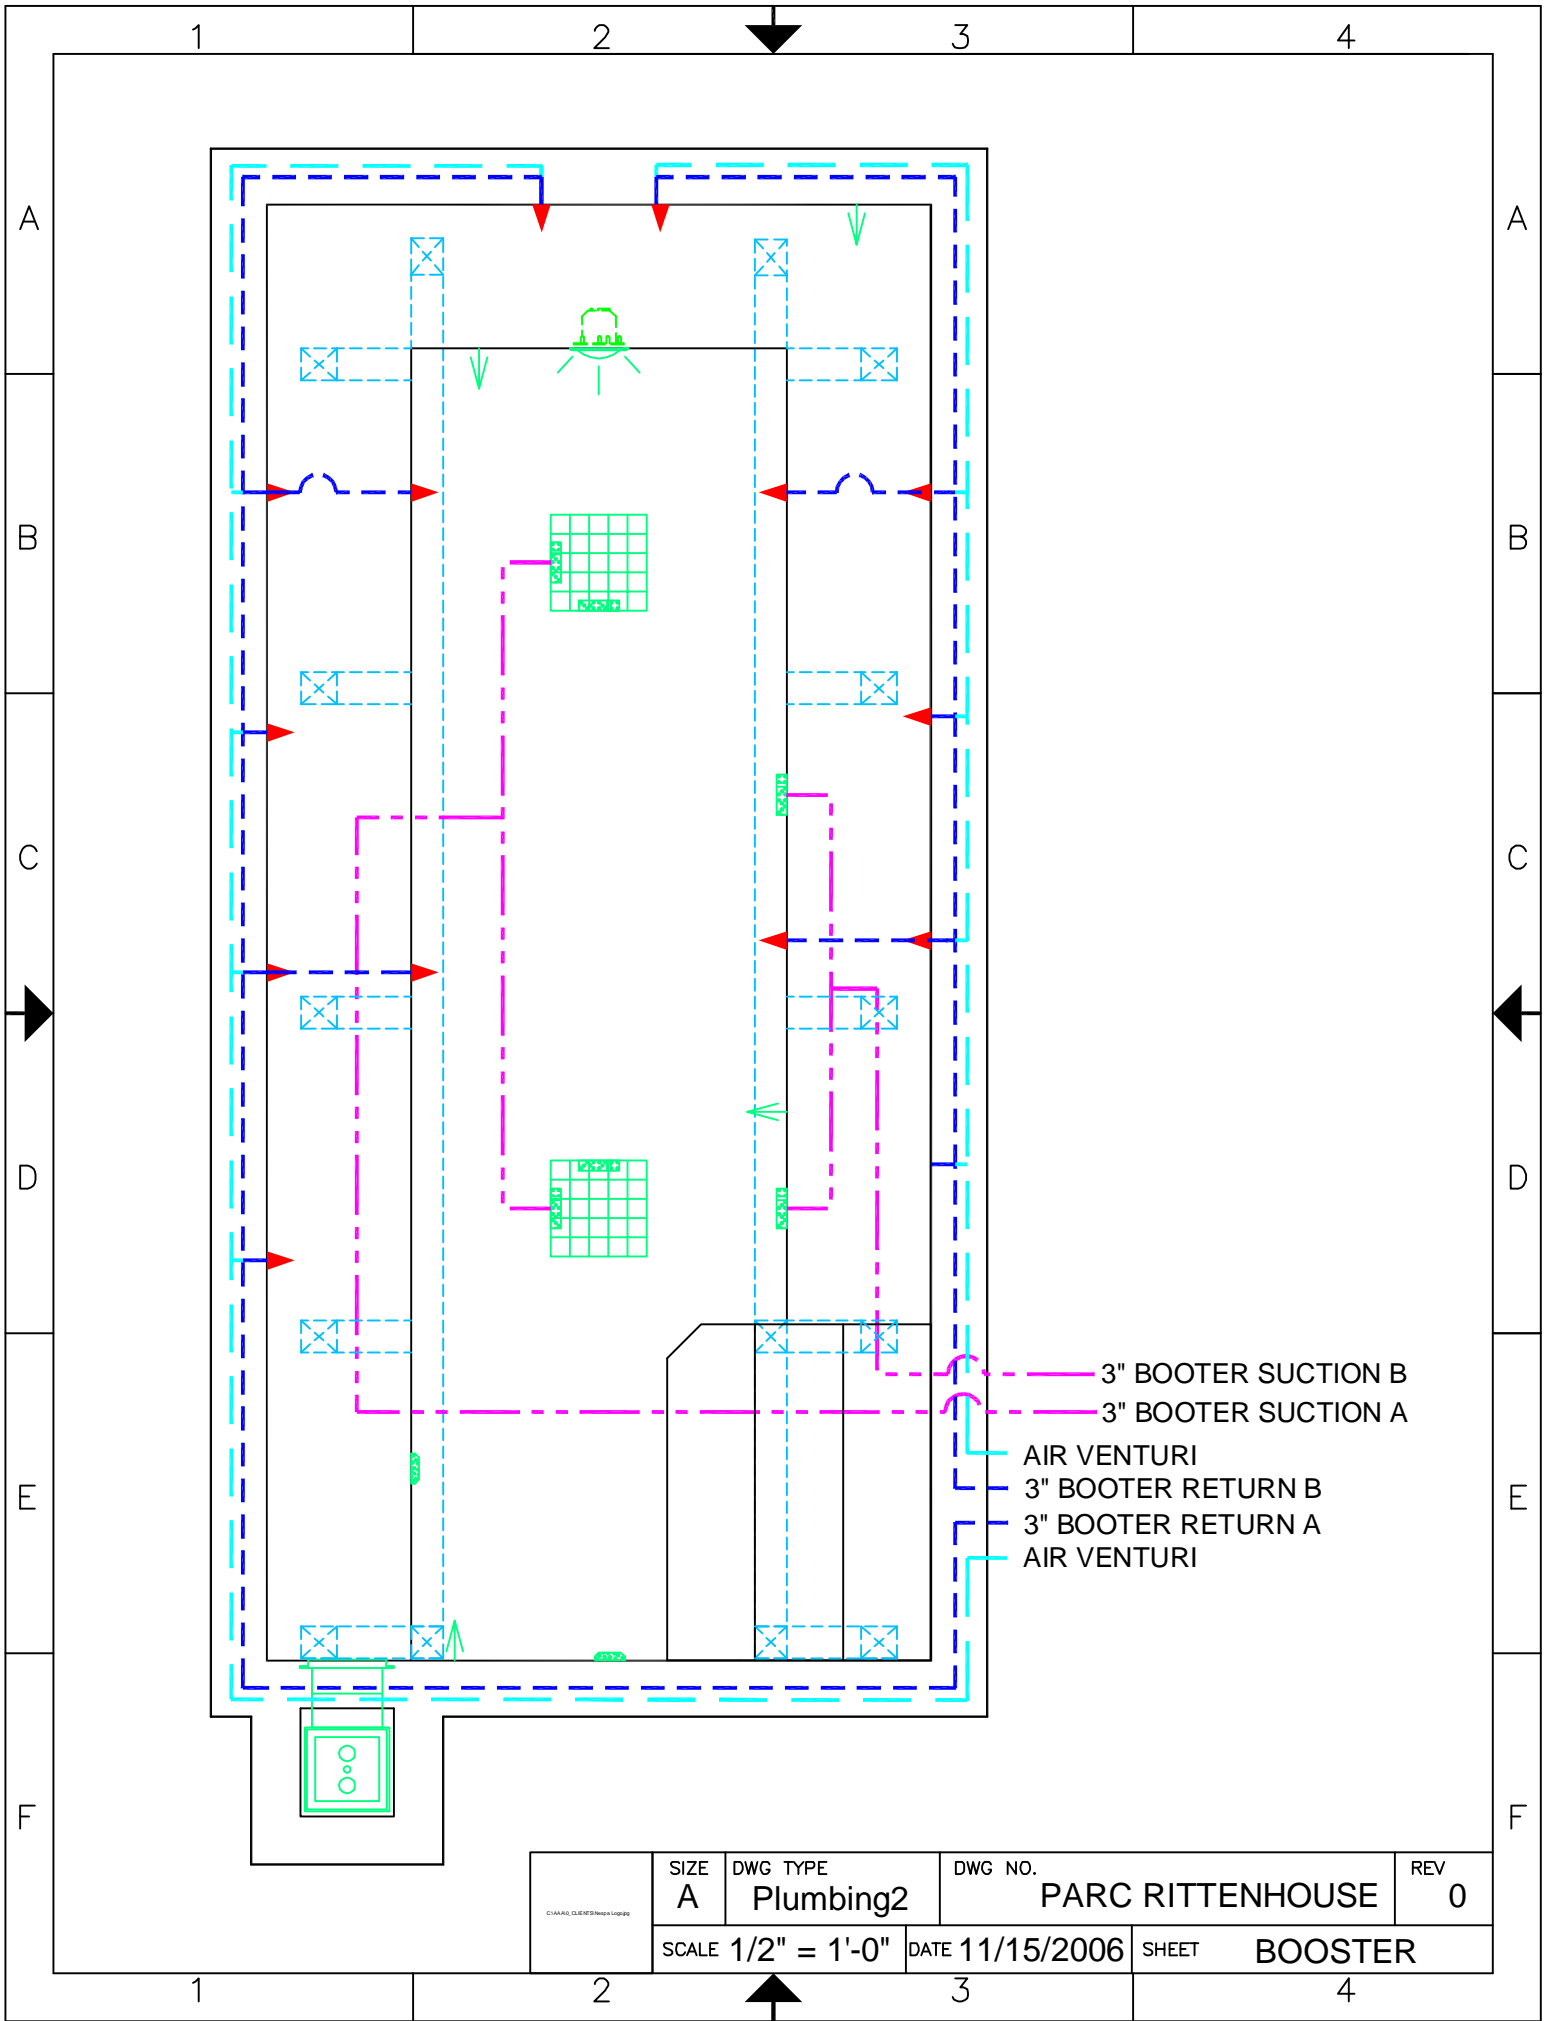 1 2 3 4
A A
B B
C C
D D
3" BOOTER SUCTION B
3" BOOTER SUCTION A
AIR VENTURI
3" BOOTER RETURN B
E E
3" BOOTER RETURN A
AIR VENTURI
F F
SIZE DWG TYPE DWG NO. REV
A Plumbing2 PARC RITTENHOUSE 0
SCALE 1/2" = 1'-0" DATE 11/15/2006 SHEET BOOSTER
1 2 3 4